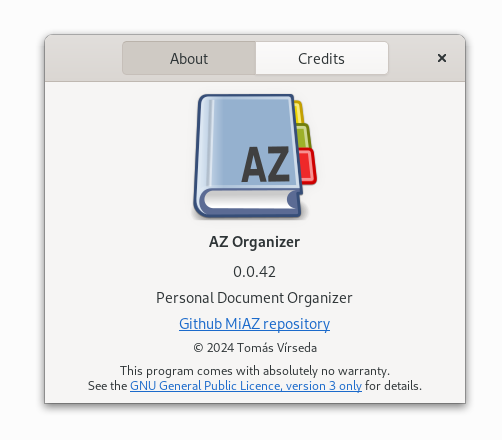 About Credits
AZ
AZ Organizer
0.0.42
Personal Document Organizer
Github MiAZ repository
© 2024 Tomás Vírseda
This program comes with absolutely no warranty.
See the GNU General Public Licence, version 3 only for details.